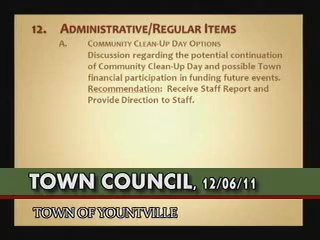 12. ADMINISTRATIVE/REGULAR ITEMS
A. COMMUNITY CLEAN-UP DAY OPTIONS
Discussion regarding the potential continuation
of Community Clean-Up Day and possible Town
financial participation in funding future events.
Recommendation: Receive Staff Report and
Provide Direction to Staff.
TOWN COUNCIL, 12/06/11
TOWN OF YOUNTVILLE